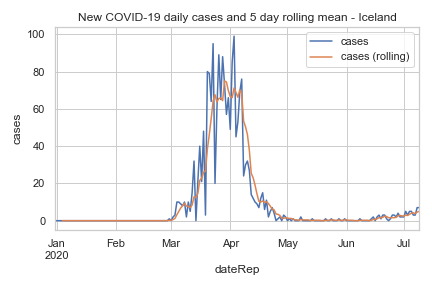 New COVID-19 daily cases and 5 day rolling mean - Iceland
cases
cases (rolling)
100
80
60
40
20
0
cases
Jan
2020
Feb
Mar
Apr
May
Jun
Jul
dateRep